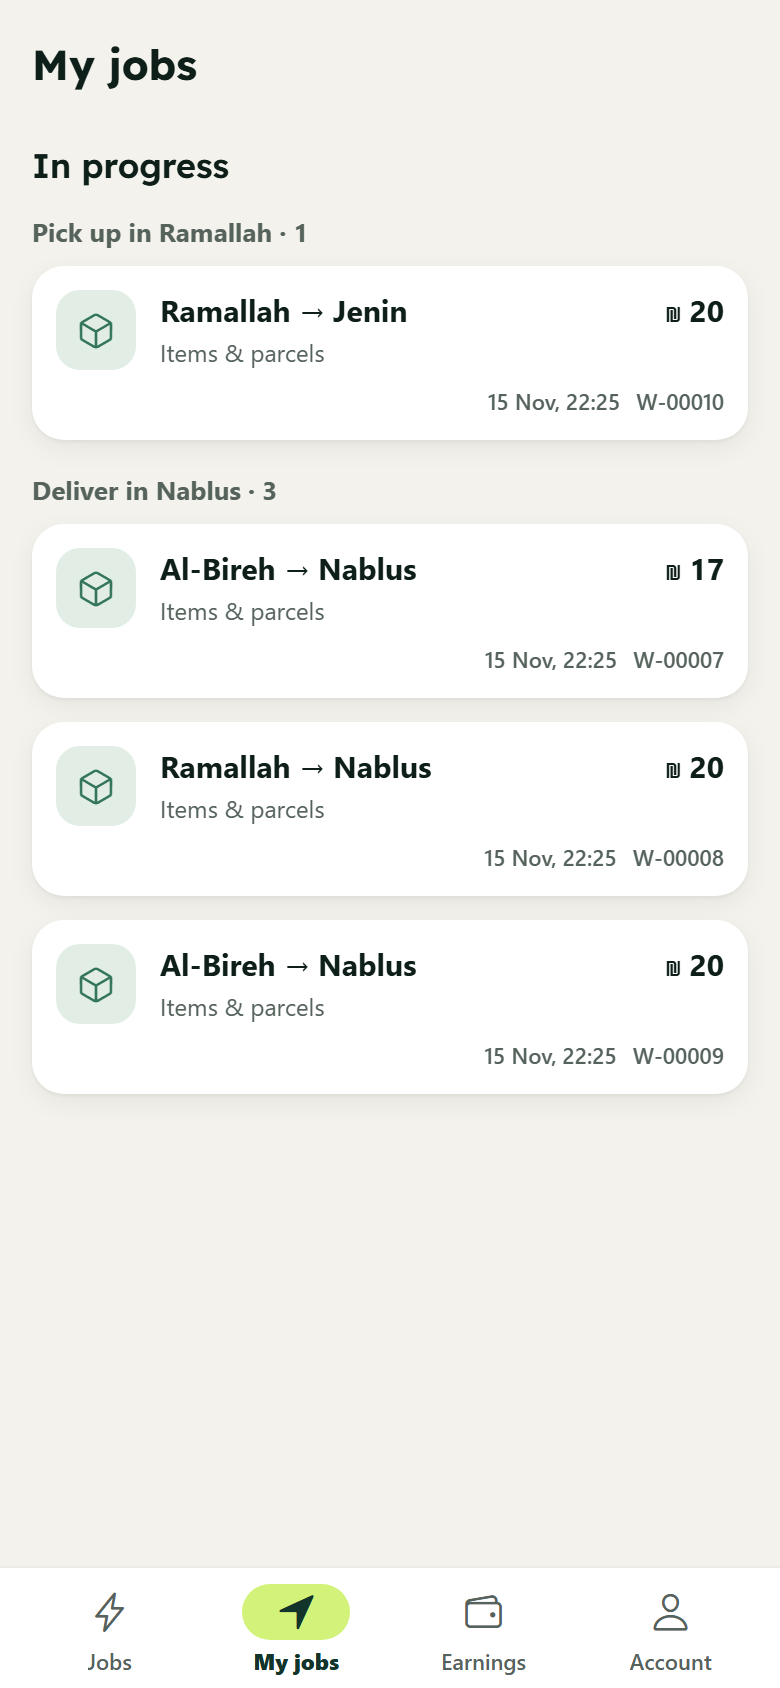 My jobs
In progress
Pick up in Ramallah · 1
Ramallah → Jenin ₪ 20
Items & parcels
15 Nov, 22:25 W-00010
Deliver in Nablus · 3
Al-Bireh → Nablus ₪ 17
Items & parcels
15 Nov, 22:25 W-00007
Ramallah → Nablus ₪ 20
Items & parcels
15 Nov, 22:25 W-00008
Al-Bireh → Nablus ₪ 20
Items & parcels
15 Nov, 22:25 W-00009
Jobs My jobs Earnings Account